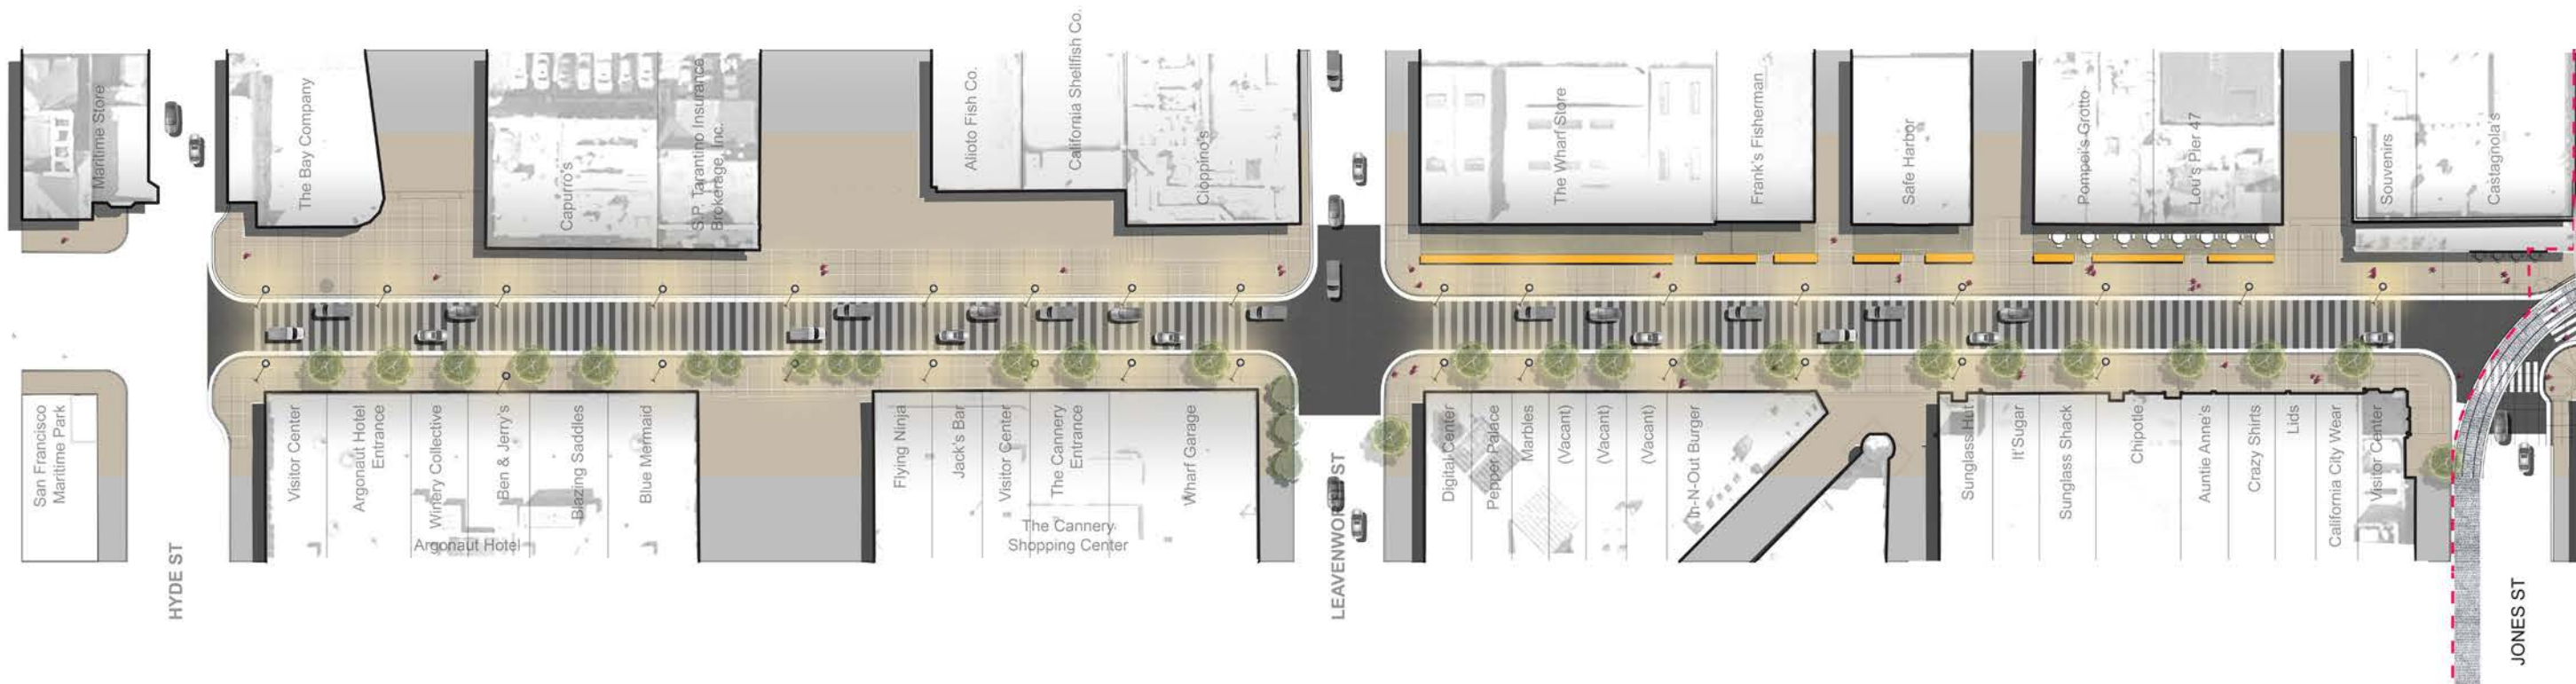 Maritime Store
The Bay Company
Capurro's
S.P. Tarantino Insurance
Brokerage, Inc.
Alioto Fish Co.
California Shellfish Co.
Cioppino's
The Wharf Store
Frank's Fisherman
Safe Harbor
Pompei's Grotto
Lou's Pier 47
Souvenirs
Castagnola's
San Francisco
Maritime Park
HYDE ST
Visitor Center
Argonaut Hotel
Entrance
Winery Collective
Ben & Jerry's
Blazing Saddles
Blue Mermaid
Argonaut Hotel
Flying Ninja
Jack's Bar
Visitor Center
The Cannery
Entrance
Wharf Garage
The Cannery
Shopping Center
LEAVENWORTH ST
Digital Center
Pepper Palace
Marbles
(Vacant)
(Vacant)
(Vacant)
In-N-Out Burger
Sunglass Hut
It'Sugar
Sunglass Shack
Chipotle
Auntie Anne's
Crazy Shirts
Lids
California City Wear
Visitor Center
JONES ST